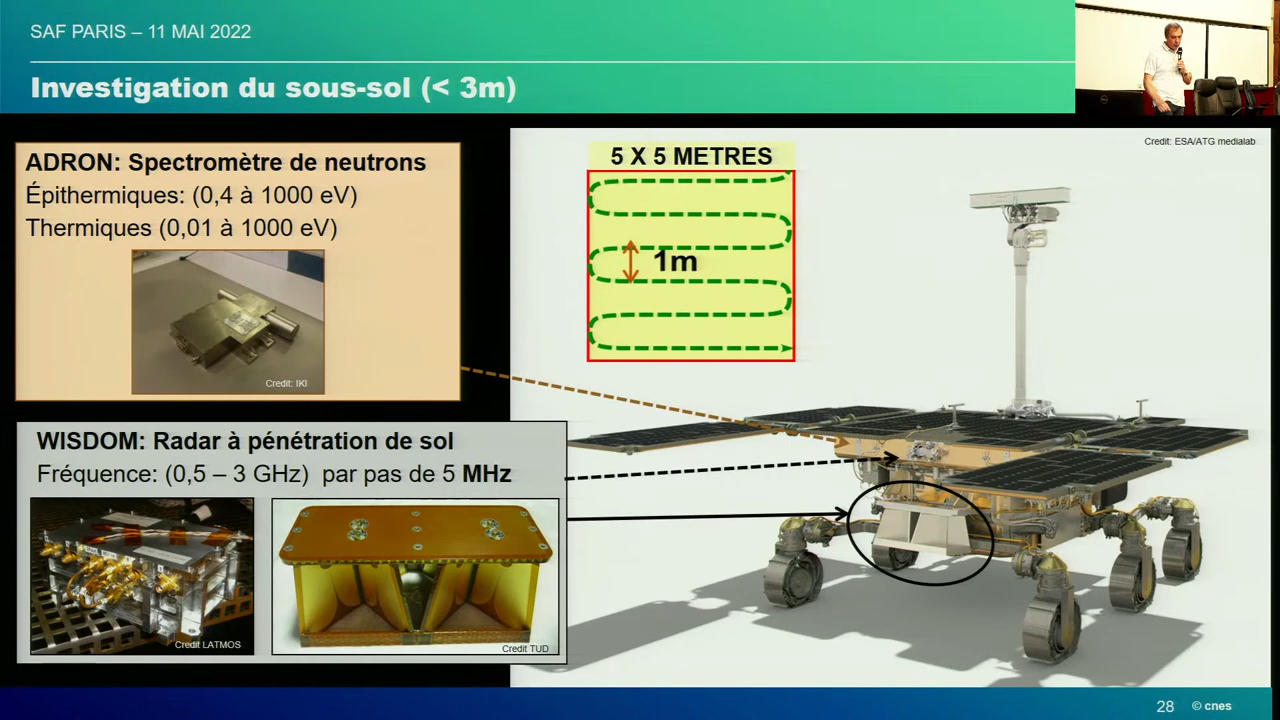 SAF PARIS – 11 MAI 2022
Investigation du sous-sol (< 3m)
ADRON: Spectromètre de neutrons
Épithermiques: (0,4 à 1000 eV)
Thermiques (0,01 à 1000 eV)
Credit: IKI
WISDOM: Radar à pénétration de sol
Fréquence: (0,5 – 3 GHz) par pas de 5 MHz
Credit LATMOS
Credit TUD
5 X 5 METRES
1m
Credit: ESA/ATG medialab
28 © cnes